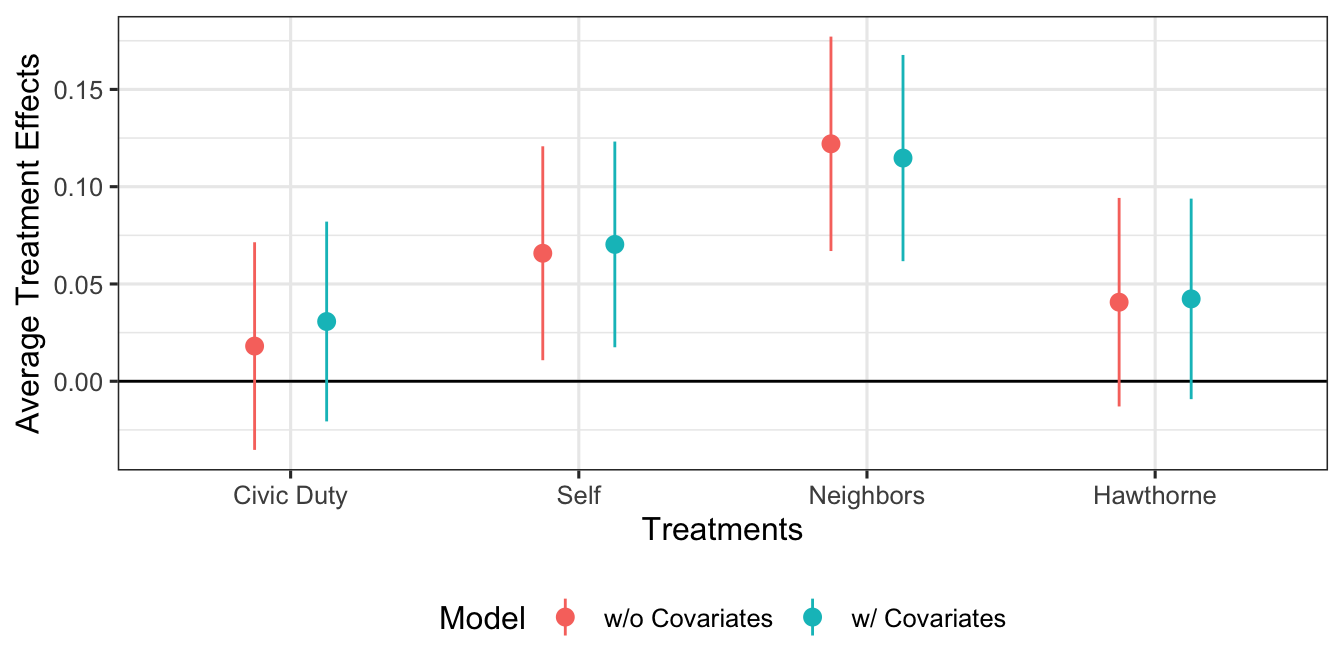 Average Treatment Effects
0.15
0.10
0.05
0.00
Civic Duty Self Neighbors Hawthorne
Treatments
Model w/o Covariates w/ Covariates